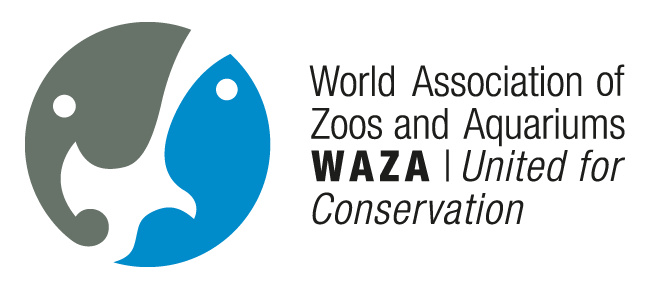 World Association of
Zoos and Aquariums
WAZA | United for
Conservation